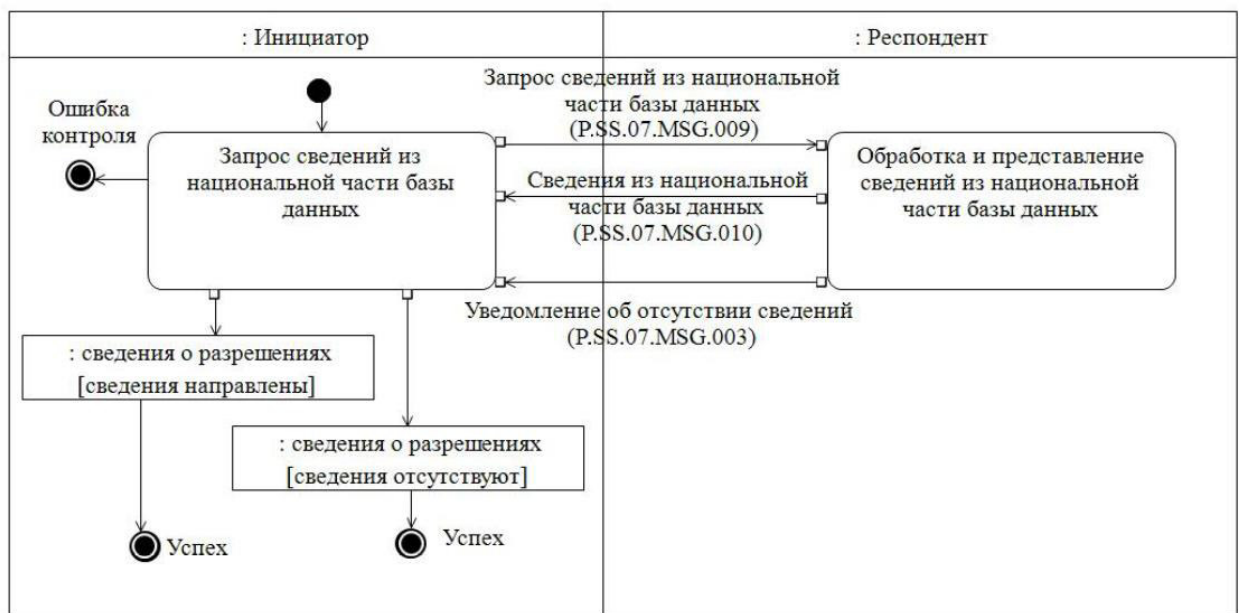 : Инициатор
: Респондент
Ошибка
контроля
Запрос сведений из национальной
части базы данных
(P.SS.07.MSG.009)
Запрос сведений из
национальной части базы
данных
Сведения из национальной
части базы данных
(P.SS.07.MSG.010)
Обработка и представление
сведений из национальной
части базы данных
Уведомление об отсутствии сведений
(P.SS.07.MSG.003)
: сведения о разрешениях
[сведения направлены]
: сведения о разрешениях
[сведения отсутствуют]
Успех
Успех